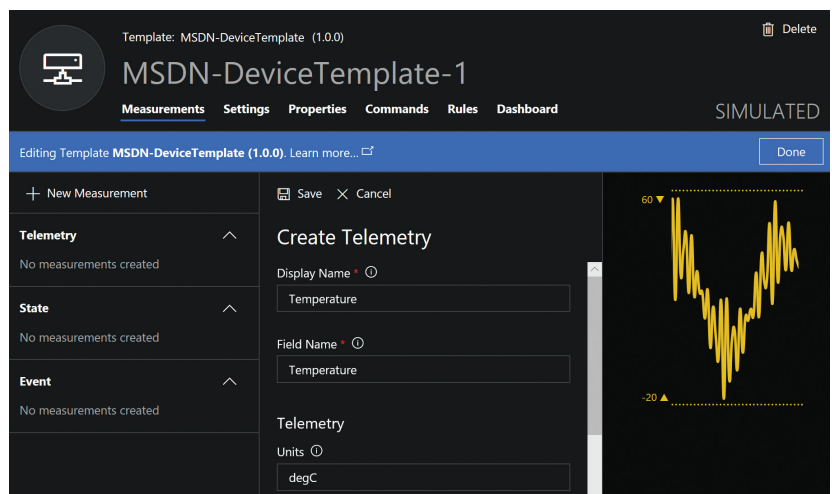 Template: MSDN-DeviceTemplate (1.0.0)
Delete
MSDN-DeviceTemplate-1
Measurements Settings Properties Commands Rules Dashboard
SIMULATED
Editing Template MSDN-DeviceTemplate (1.0.0). Learn more...
Done
New Measurement
Save Cancel
Telemetry
No measurements created
State
No measurements created
Event
No measurements created
Create Telemetry
Display Name *
Temperature
Field Name *
Temperature
Telemetry
Units
degC
60
-20